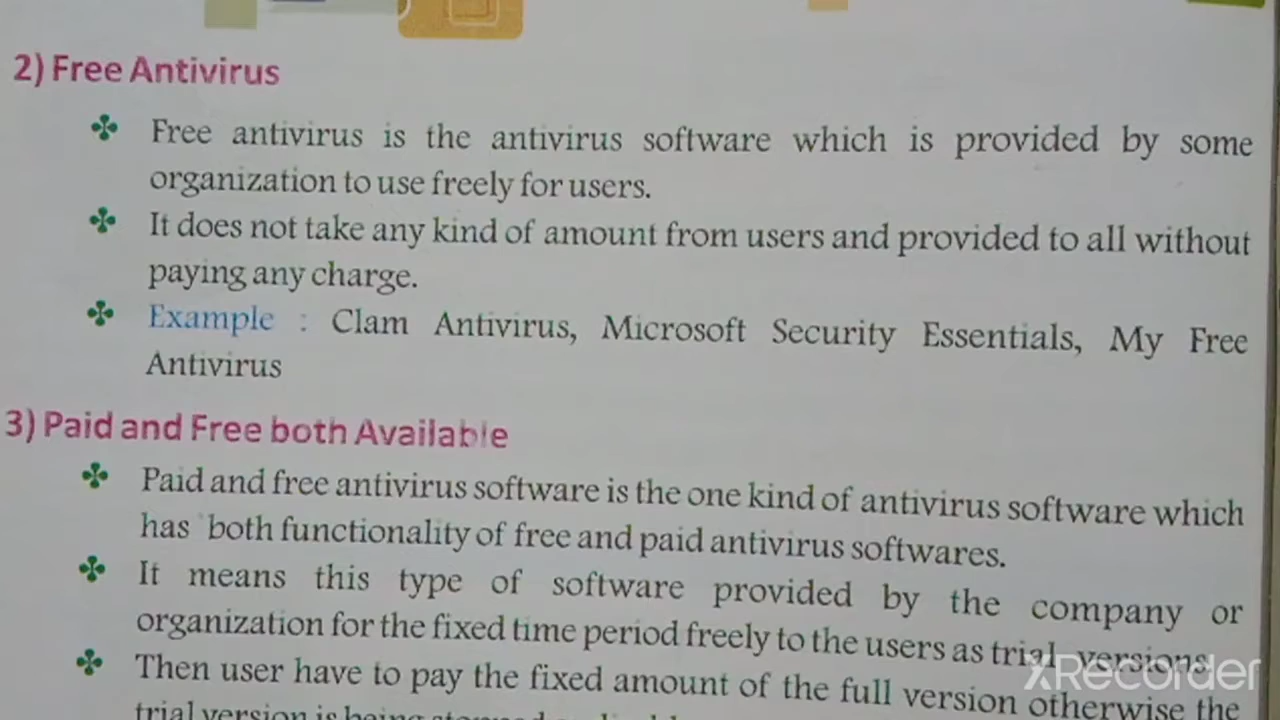 2) Free Antivirus
Free antivirus is the antivirus software which is provided by some
organization to use freely for users.
It does not take any kind of amount from users and provided to all without
paying any charge.
Example : Clam Antivirus, Microsoft Security Essentials, My Free
Antivirus
3) Paid and Free both Available
Paid and free antivirus software is the one kind of antivirus software which
has both functionality of free and paid antivirus softwares.
It means this type of software provided by the company or
organization for the fixed time period freely to the users as trial versions.
Then user have to pay the fixed amount of the full version otherwise the
trial version is being
XRecorder